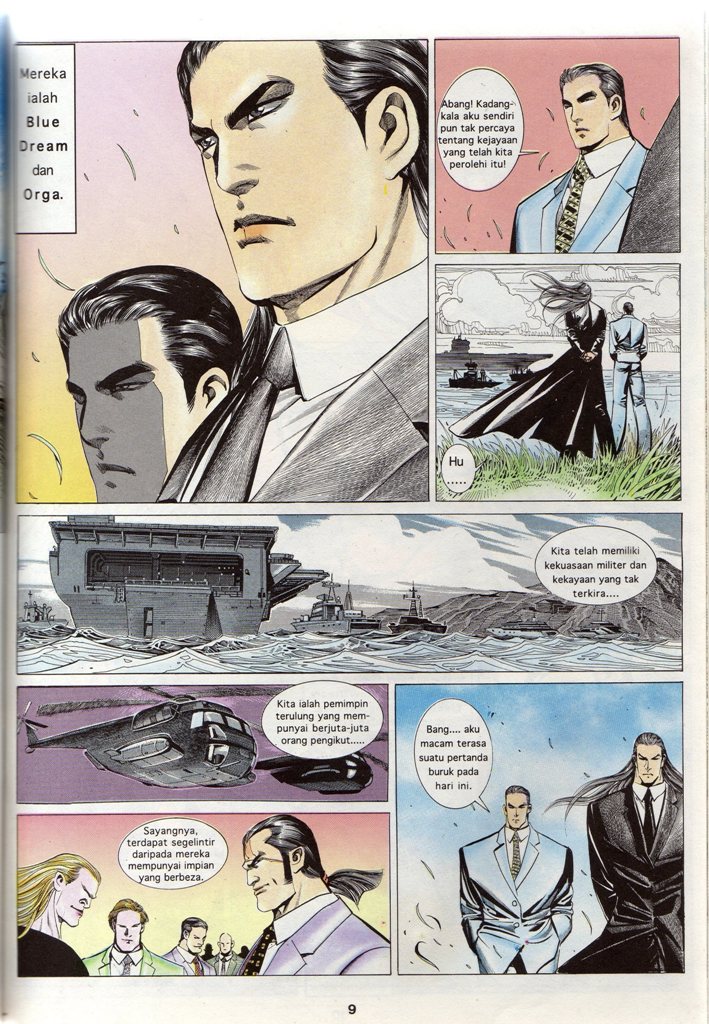 Mereka
ialah
Blue
Dream
dan
Orga.
Abang! Kadang-
kala aku sendiri
pun tak percaya
tentang kejayaan
yang telah kita
perolehi itu!
Hu
.....
Kita telah memiliki
kekuasaan militer dan
kekayaan yang tak
terkira....
Kita ialah pemimpin
terulung yang mem-
punyai berjuta-juta
orang pengikut.....
Bang.... aku
macam terasa
suatu pertanda
buruk pada
hari ini.
Sayangnya,
terdapat segelintir
daripada mereka
mempunyai impian
yang berbeza.
9